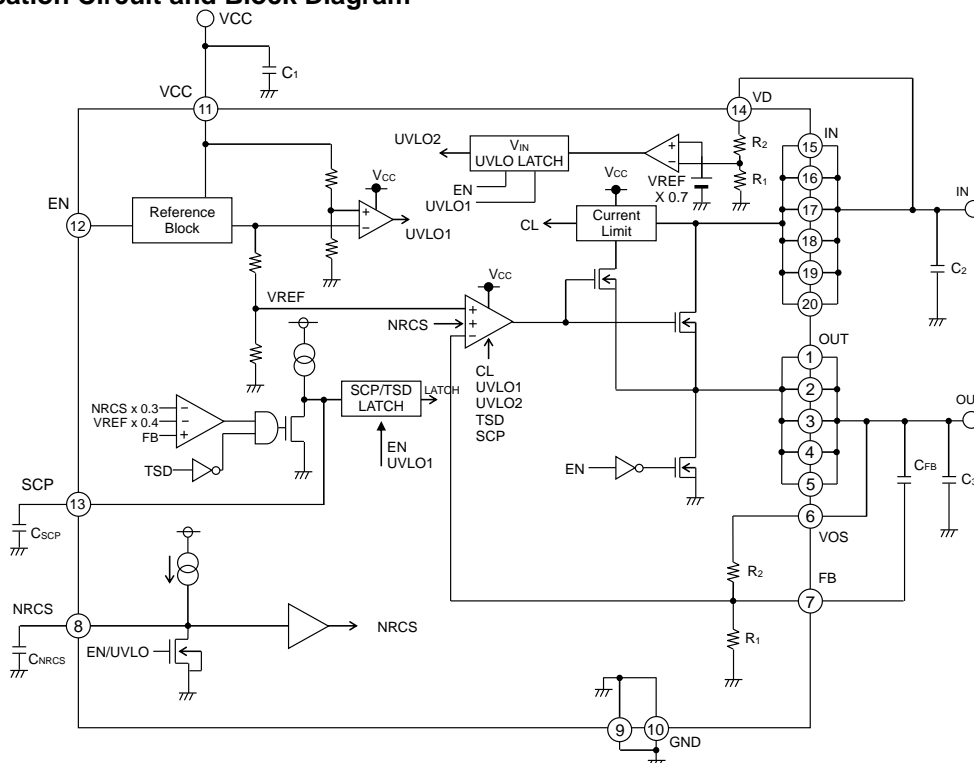 ation Circuit and Block Diagram
VCC
C1
VCC
11
14
VD
IN
15
16
17
18
19
20
IN
C2
UVLO2
VIN
UVLO LATCH
EN
UVLO1
VREF
X 0.7
R2
R1
EN
12
Reference
Block
VCC
UVLO1
VCC
CL
Current
Limit
VREF
VCC
NRCS
CL
UVLO1
UVLO2
TSD
SCP
OUT
1
2
3
4
5
OU
CFB
C3
NRCS x 0.3
VREF x 0.4
FB
TSD
SCP/TSD
LATCH
LATCH
EN
UVLO1
EN
SCP
13
CSCP
6
VOS
R2
FB
7
R1
NRCS
8
CNRCS
EN/UVLO
NRCS
9
10
GND